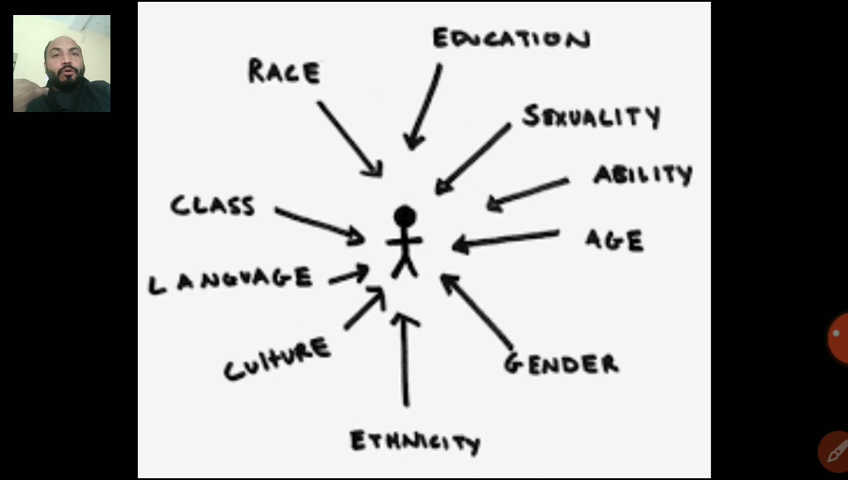 EDUCATION
RACE
SEXUALITY
ABILITY
CLASS
AGE
LANGUAGE
CULTURE
GENDER
ETHNICITY